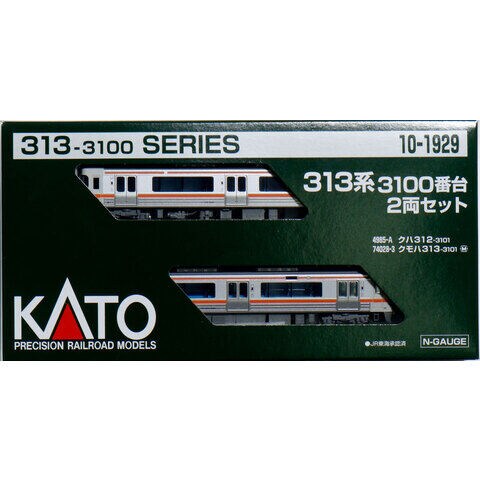 313-3100 SERIES
10-1929
313系 3100番台
2両セット
4985-A クハ312-3101
74028-3 クモハ313-3101 M
KATO
PRECISION RAILROAD MODELS
●JR東海承認済
N-GAUGE